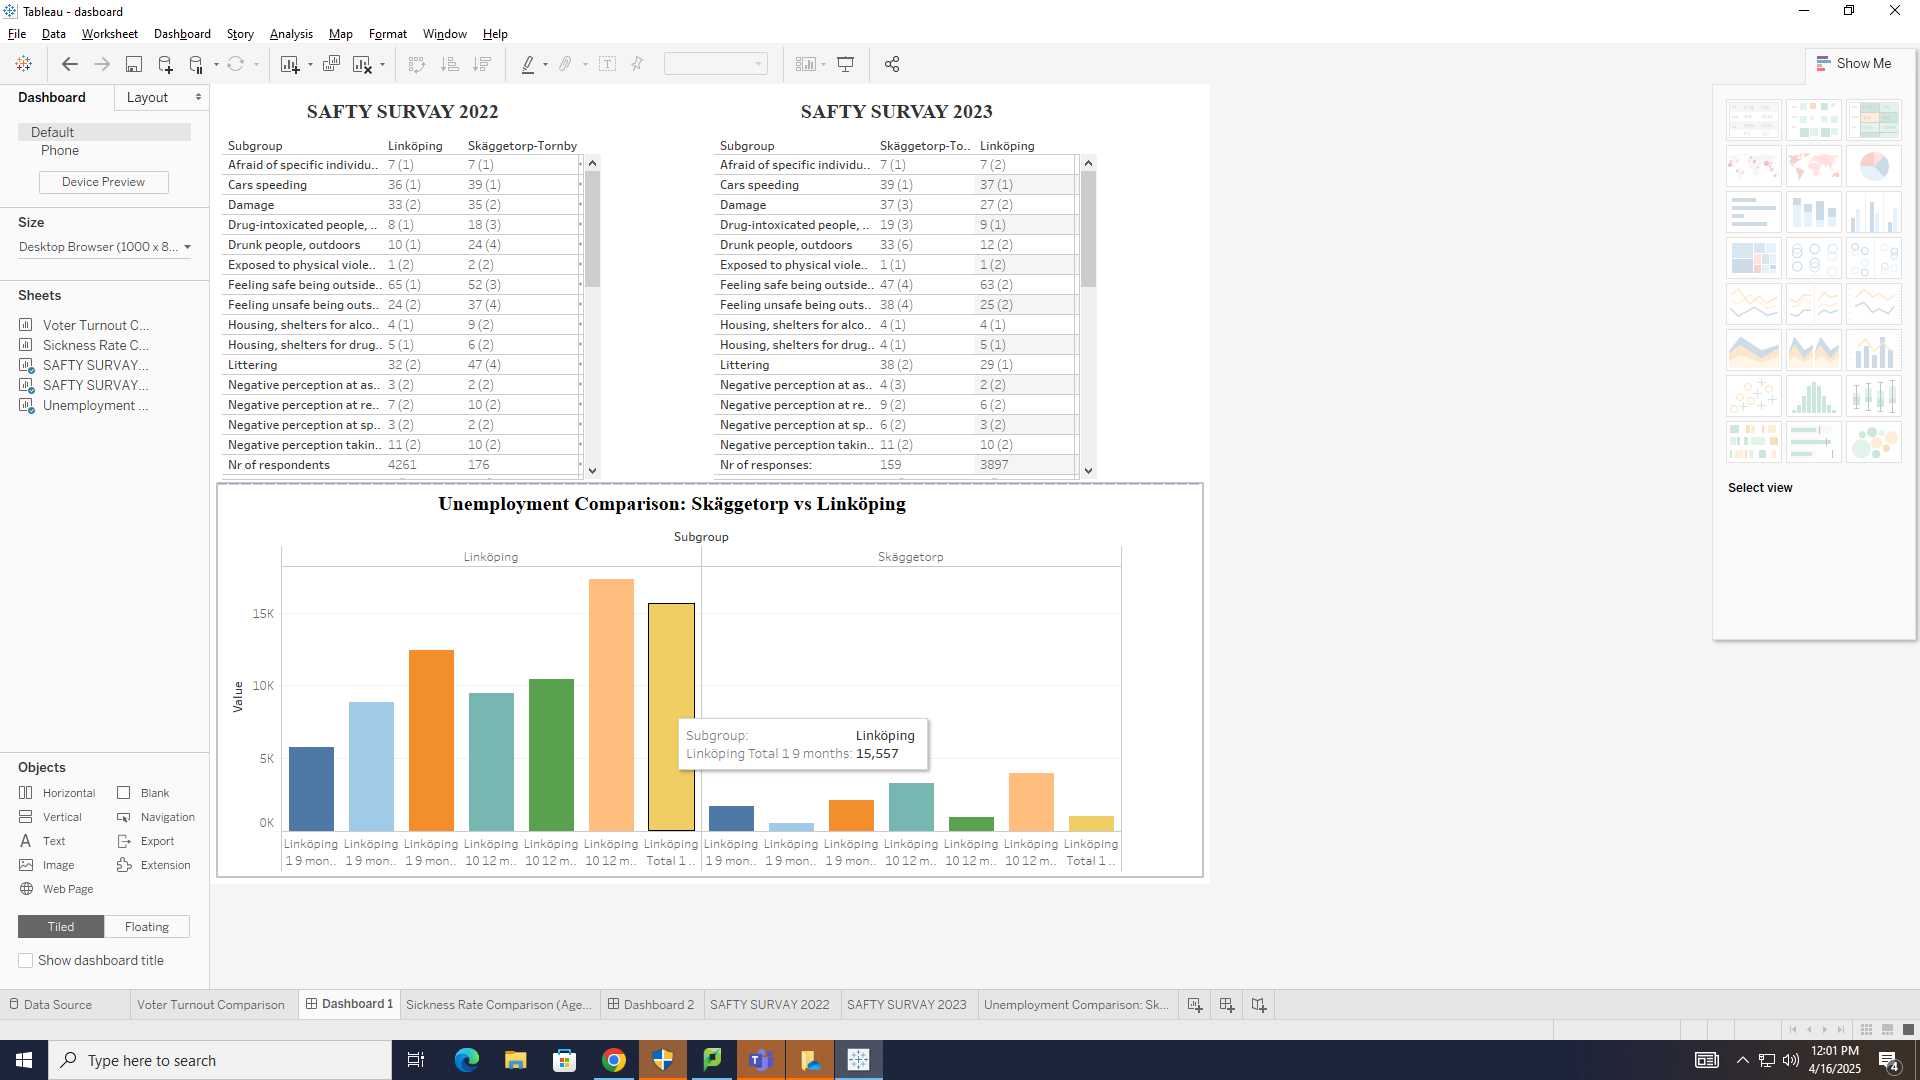 Tableau - dasboard
File Data Worksheet Dashboard Story Analysis Map Format Window Help
Show Me
Dashboard Layout
Default
Phone
Device Preview
Size
Desktop Browser (1000 x 8...
Sheets
Voter Turnout C...
Sickness Rate C...
SAFTY SURVAY...
SAFTY SURVAY...
Unemployment ...
Objects
Horizontal Blank
Vertical Navigation
Text Export
Image Extension
Web Page
Tiled Floating
Show dashboard title
SAFTY SURVAY 2022
Subgroup Linköping Skäggetorp-Tornby
Afraid of specific individu.. 7 (1) 7 (1)
Cars speeding 36 (1) 39 (1)
Damage 33 (2) 35 (2)
Drug-intoxicated people, .. 8 (1) 18 (3)
Drunk people, outdoors 10 (1) 24 (4)
Exposed to physical viole.. 1 (2) 2 (2)
Feeling safe being outside.. 65 (1) 52 (3)
Feeling unsafe being outs.. 24 (2) 37 (4)
Housing, shelters for alco.. 4 (1) 9 (2)
Housing, shelters for drug.. 5 (1) 6 (2)
Littering 32 (2) 47 (4)
Negative perception at as.. 3 (2) 2 (2)
Negative perception at re.. 7 (2) 10 (2)
Negative perception at sp.. 3 (2) 2 (2)
Negative perception takin.. 11 (2) 10 (2)
Nr of respondents 4261 176
SAFTY SURVAY 2023
Subgroup Skäggetorp-To.. Linköping
Afraid of specific individu.. 7 (1) 7 (2)
Cars speeding 39 (1) 37 (1)
Damage 37 (3) 27 (2)
Drug-intoxicated people, .. 19 (3) 9 (1)
Drunk people, outdoors 33 (6) 12 (2)
Exposed to physical viole.. 1 (1) 1 (2)
Feeling safe being outside.. 47 (4) 63 (2)
Feeling unsafe being outs.. 38 (4) 25 (2)
Housing, shelters for alco.. 4 (1) 4 (1)
Housing, shelters for drug.. 4 (1) 5 (1)
Littering 38 (2) 29 (1)
Negative perception at as.. 4 (3) 2 (2)
Negative perception at re.. 9 (2) 6 (2)
Negative perception at sp.. 6 (2) 3 (2)
Negative perception takin.. 11 (2) 10 (2)
Nr of responses: 159 3897
Unemployment Comparison: Skäggetorp vs Linköping
Subgroup
Linköping Skäggetorp
15K
10K
5K
0K
Value
Subgroup: Linköping
Linköping Total 1 9 months: 15,557
Linköping Linköping Linköping Linköping Linköping Linköping Linköping Linköping Linköping Linköping Linköping Linköping Linköping Linköping
1 9 mon.. 1 9 mon.. 1 9 mon.. 10 12 m.. 10 12 m.. 10 12 m.. Total 1 .. 1 9 mon.. 1 9 mon.. 1 9 mon.. 10 12 m.. 10 12 m.. 10 12 m.. Total 1 ..
Select view
Data Source Voter Turnout Comparison Dashboard 1 Sickness Rate Comparison (Age... Dashboard 2 SAFTY SURVAY 2022 SAFTY SURVAY 2023 Unemployment Comparison: Sk...
Type here to search
12:01 PM
4/16/2025
4